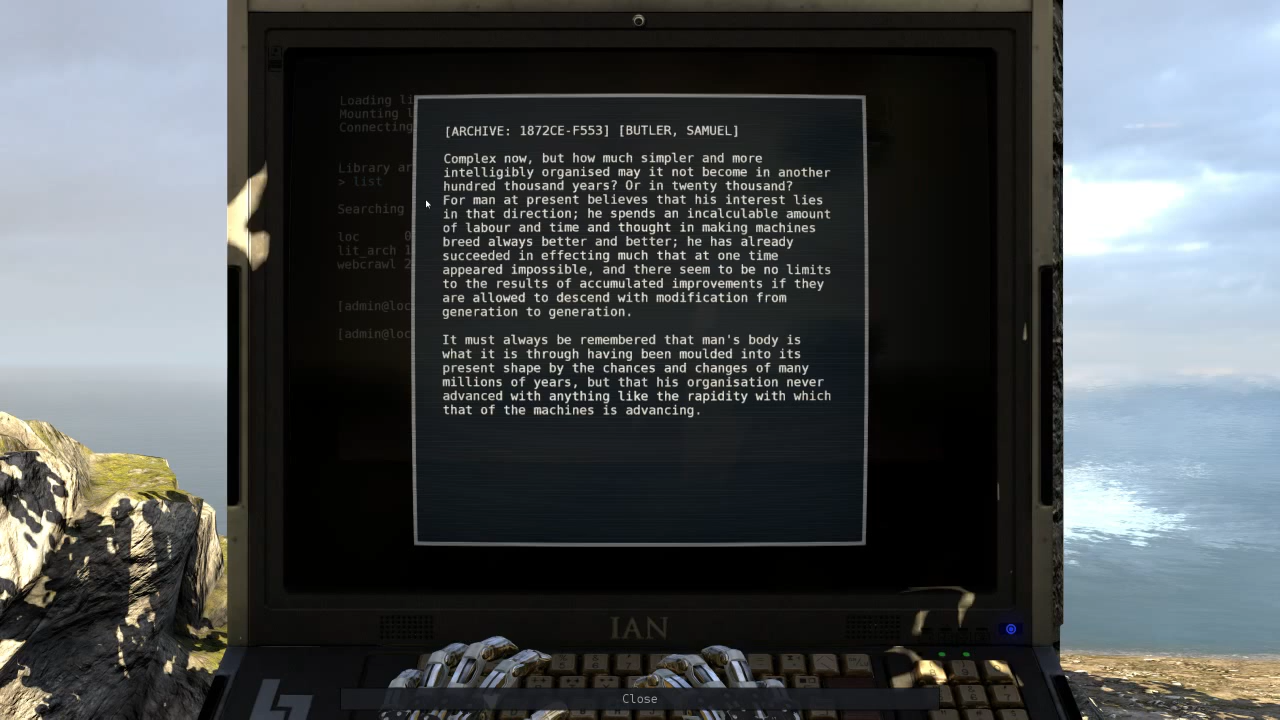 Loading li
Mounting l
Connecting
Library ar
> list
Searching
loc 0
lit_arch 1
webcrawl 2
[admin@loc
[admin@loc
[ARCHIVE: 1872CE-F553] [BUTLER, SAMUEL]
Complex now, but how much simpler and more
intelligibly organised may it not become in another
hundred thousand years? Or in twenty thousand?
For man at present believes that his interest lies
in that direction; he spends an incalculable amount
of labour and time and thought in making machines
breed always better and better; he has already
succeeded in effecting much that at one time
appeared impossible, and there seem to be no limits
to the results of accumulated improvements if they
are allowed to descend with modification from
generation to generation.
It must always be remembered that man's body is
what it is through having been moulded into its
present shape by the chances and changes of many
millions of years, but that his organisation never
advanced with anything like the rapidity with which
that of the machines is advancing.
IAN
Close